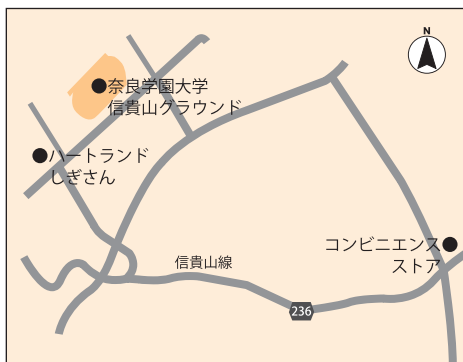 N
奈良学園大学
信貴山グラウンド
ハートランド
しぎさん
コンビニエンス
ストア
信貴山線
236